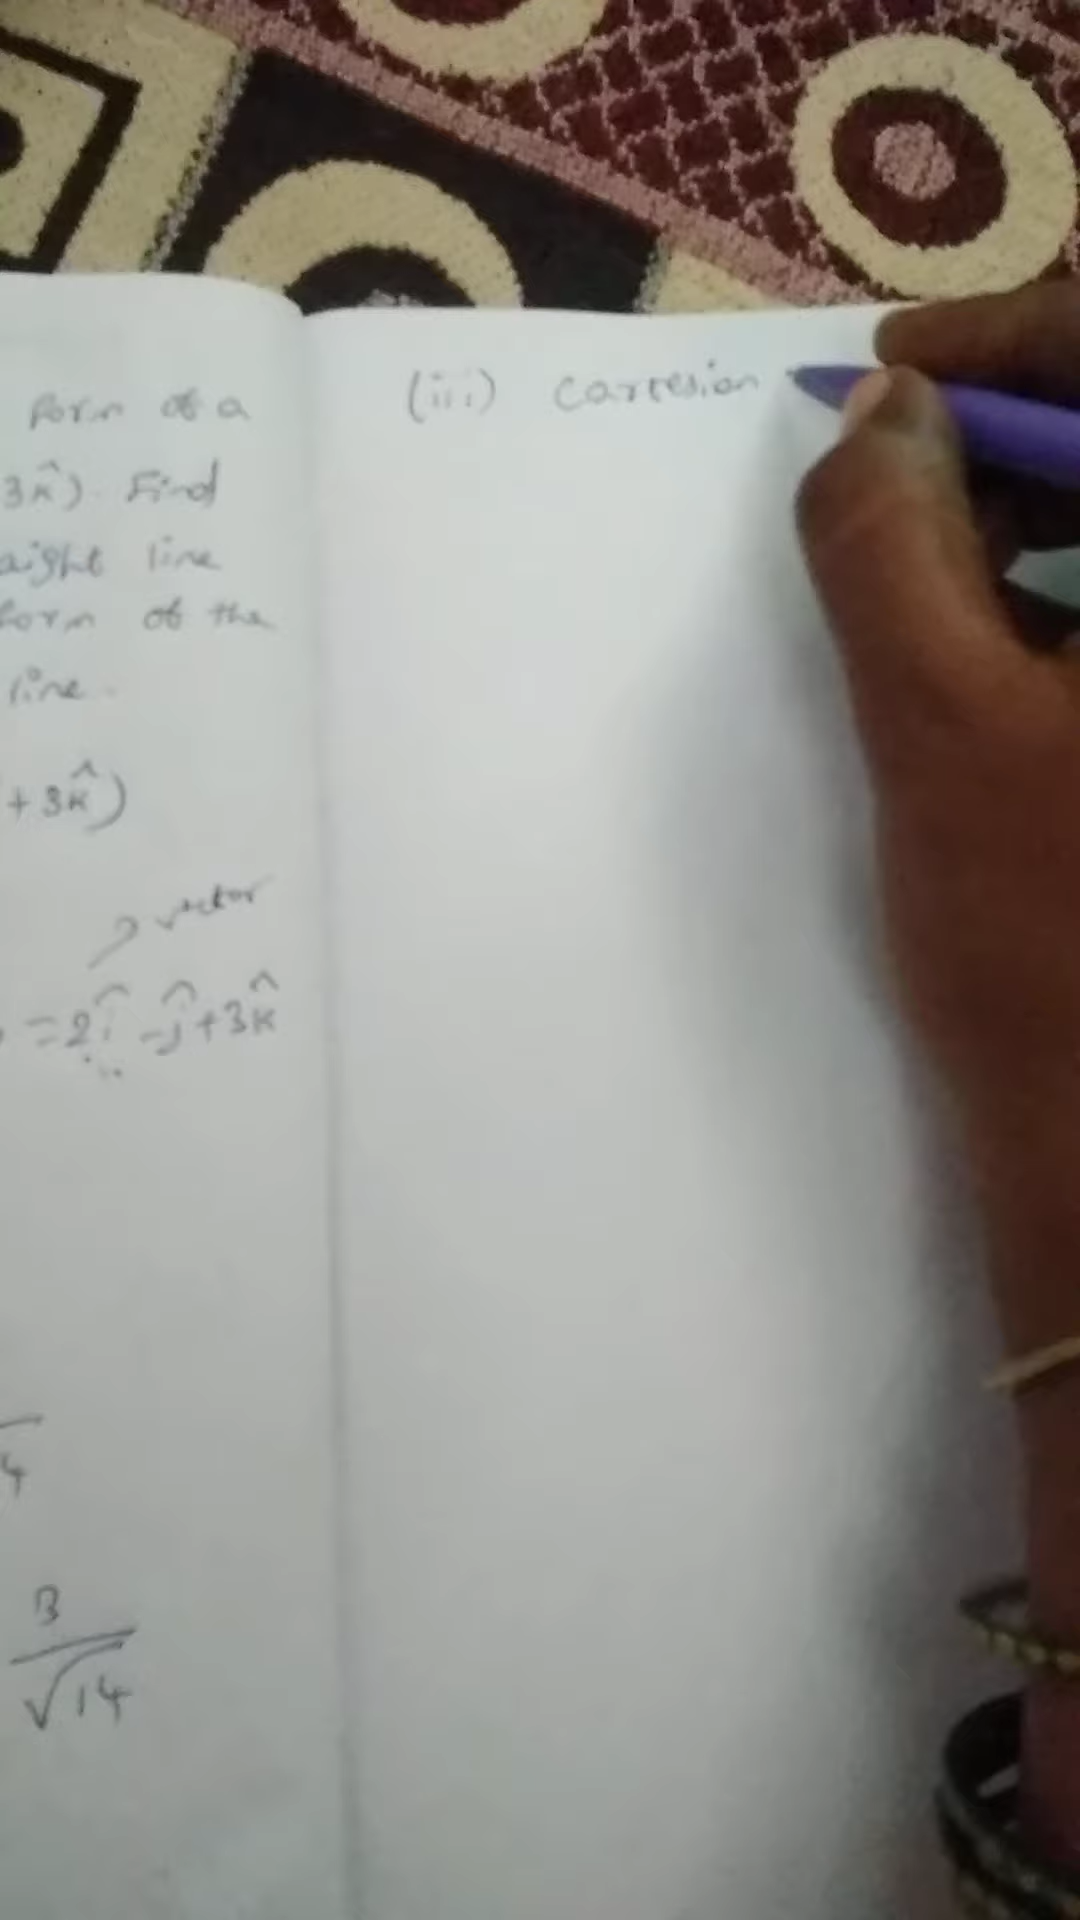 form of a
3k̂). Find
aight line
form of the
line.
+3k̂)
vector
=2î-ĵ+3k̂
4
3
√14
(iii) Cartesian